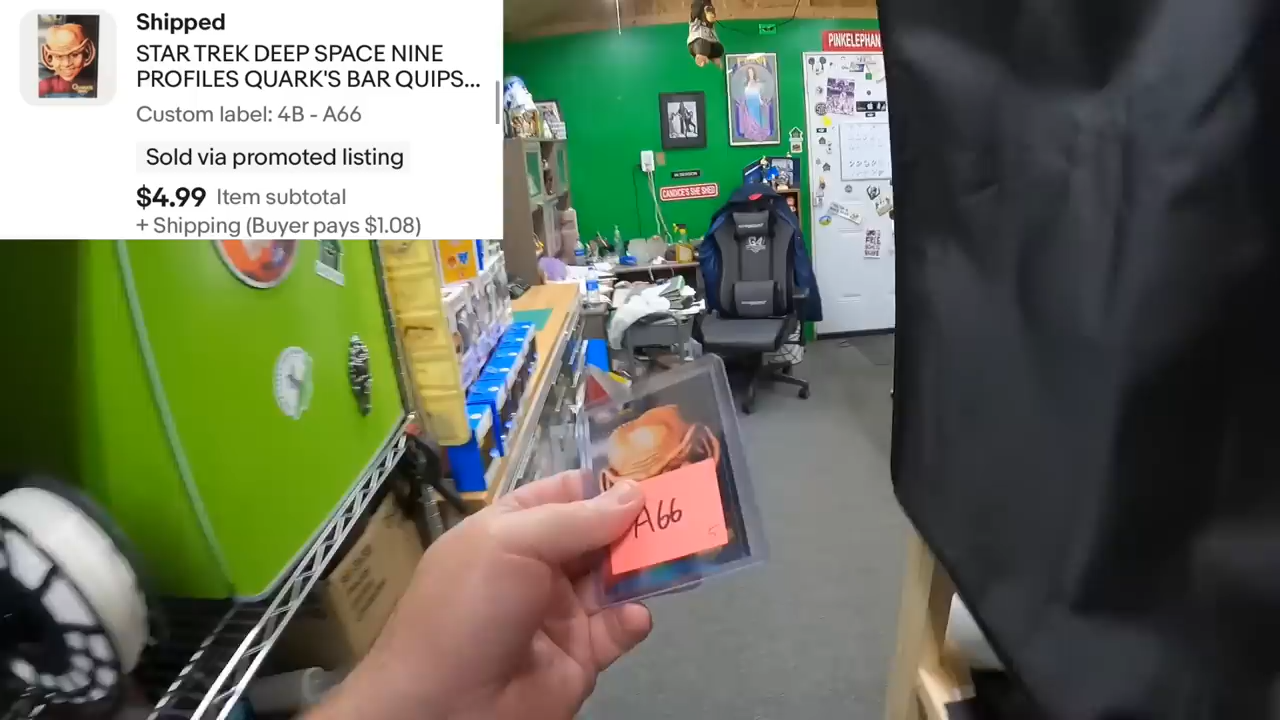 Shipped
STAR TREK DEEP SPACE NINE
PROFILES QUARK'S BAR QUIPS...
Custom label: 4B - A66
Sold via promoted listing
$4.99 Item subtotal
+ Shipping (Buyer pays $1.08)
PINKELEPHAN
CANDICE'S SHE SHED
A66
5